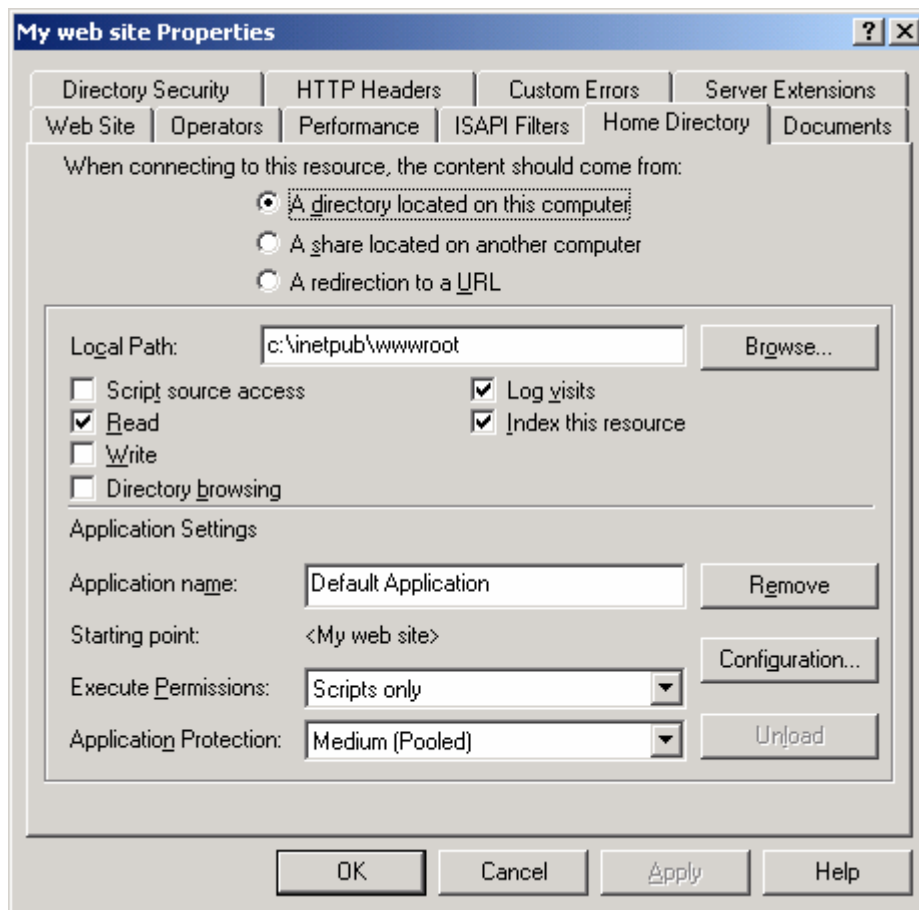 My web site Properties
Directory Security HTTP Headers Custom Errors Server Extensions
Web Site Operators Performance ISAPI Filters Home Directory Documents
When connecting to this resource, the content should come from:
A directory located on this computer
A share located on another computer
A redirection to a URL
Local Path: c:\inetpub\wwwroot Browse...
Script source access Log visits
Read Index this resource
Write
Directory browsing
Application Settings
Application name: Default Application Remove
Starting point: <My web site>
Configuration...
Execute Permissions: Scripts only
Application Protection: Medium (Pooled) Unload
OK Cancel Apply Help